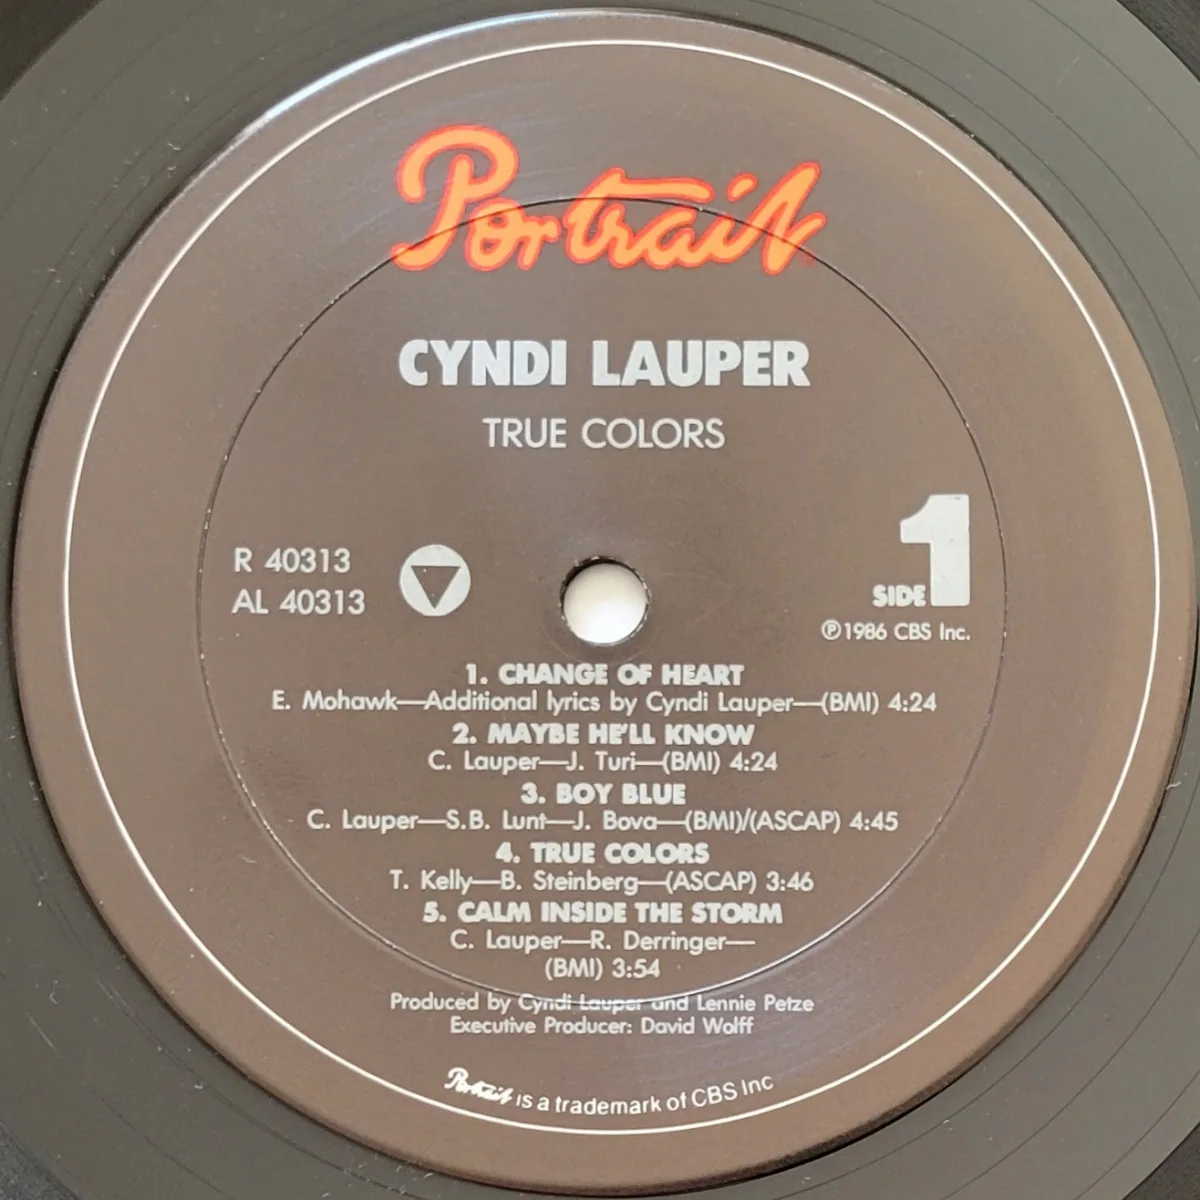 Portrait
CYNDI LAUPER
TRUE COLORS
R 40313
AL 40313
SIDE 1
℗1986 CBS Inc.
1. CHANGE OF HEART
E. Mohawk—Additional lyrics by Cyndi Lauper—(BMI) 4:24
2. MAYBE HE'LL KNOW
C. Lauper—J. Turi—(BMI) 4:24
3. BOY BLUE
C. Lauper—S.B. Lunt—J. Bova—(BMI)/(ASCAP) 4:45
4. TRUE COLORS
T. Kelly—B. Steinberg—(ASCAP) 3:46
5. CALM INSIDE THE STORM
C. Lauper—R. Derringer—
(BMI) 3:54
Produced by Cyndi Lauper and Lennie Petze
Executive Producer: David Wolff
Portrait is a trademark of CBS Inc